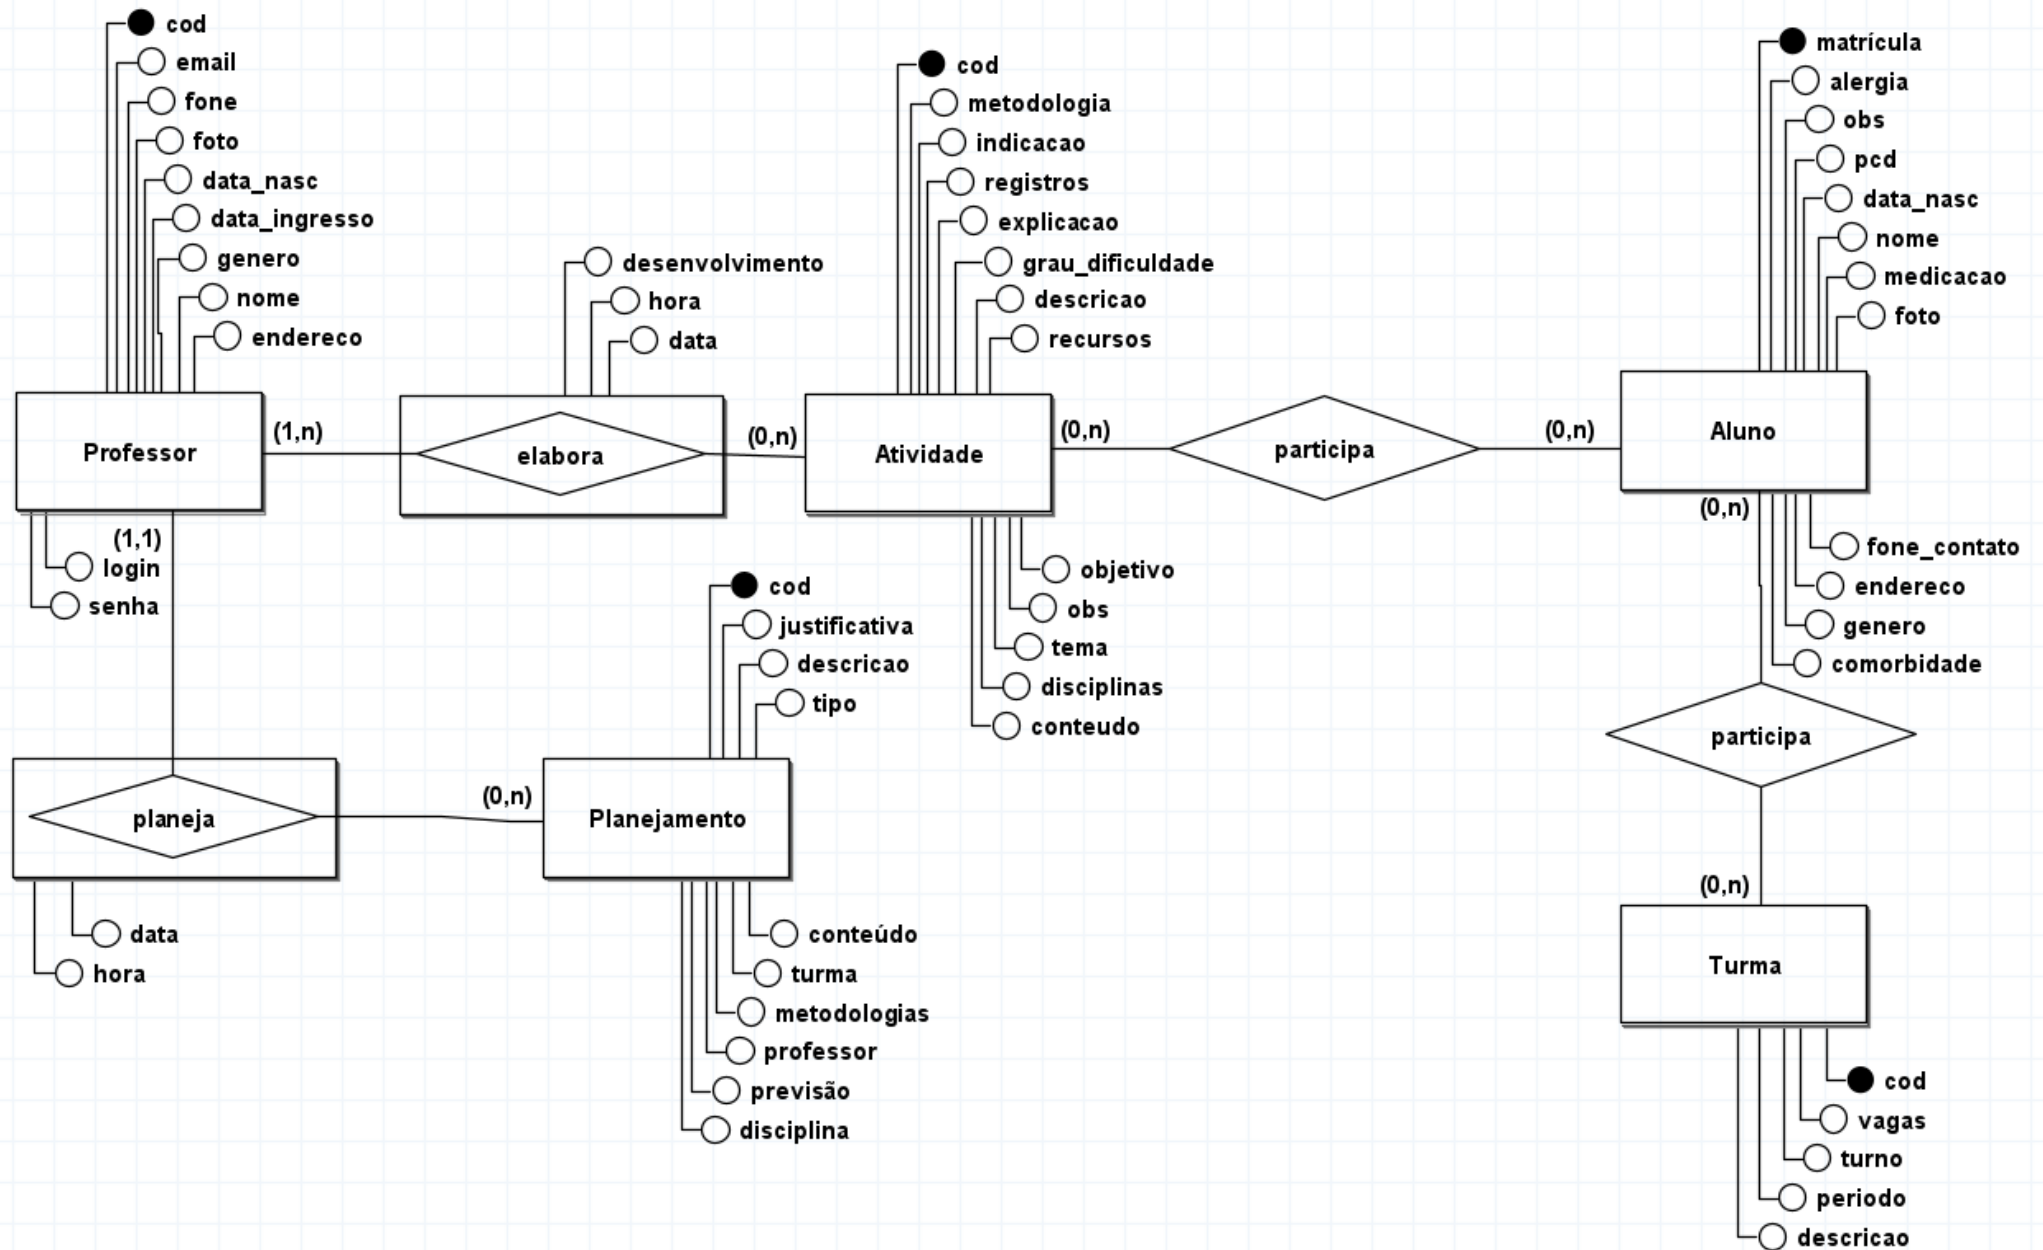 cod
email
fone
foto
data_nasc
data_ingresso
genero
nome
endereco
Professor
(1,n)
(1,1)
login
senha
desenvolvimento
hora
data
elabora
(0,n)
cod
metodologia
indicacao
registros
explicacao
grau_dificuldade
descricao
recursos
Atividade
(0,n)
objetivo
obs
tema
disciplinas
conteudo
participa
(0,n)
matrícula
alergia
obs
pcd
data_nasc
nome
medicacao
foto
Aluno
(0,n)
fone_contato
endereco
genero
comorbidade
planeja
data
hora
(0,n)
cod
justificativa
descricao
tipo
Planejamento
conteúdo
turma
metodologias
professor
previsão
disciplina
participa
(0,n)
Turma
cod
vagas
turno
periodo
descricao